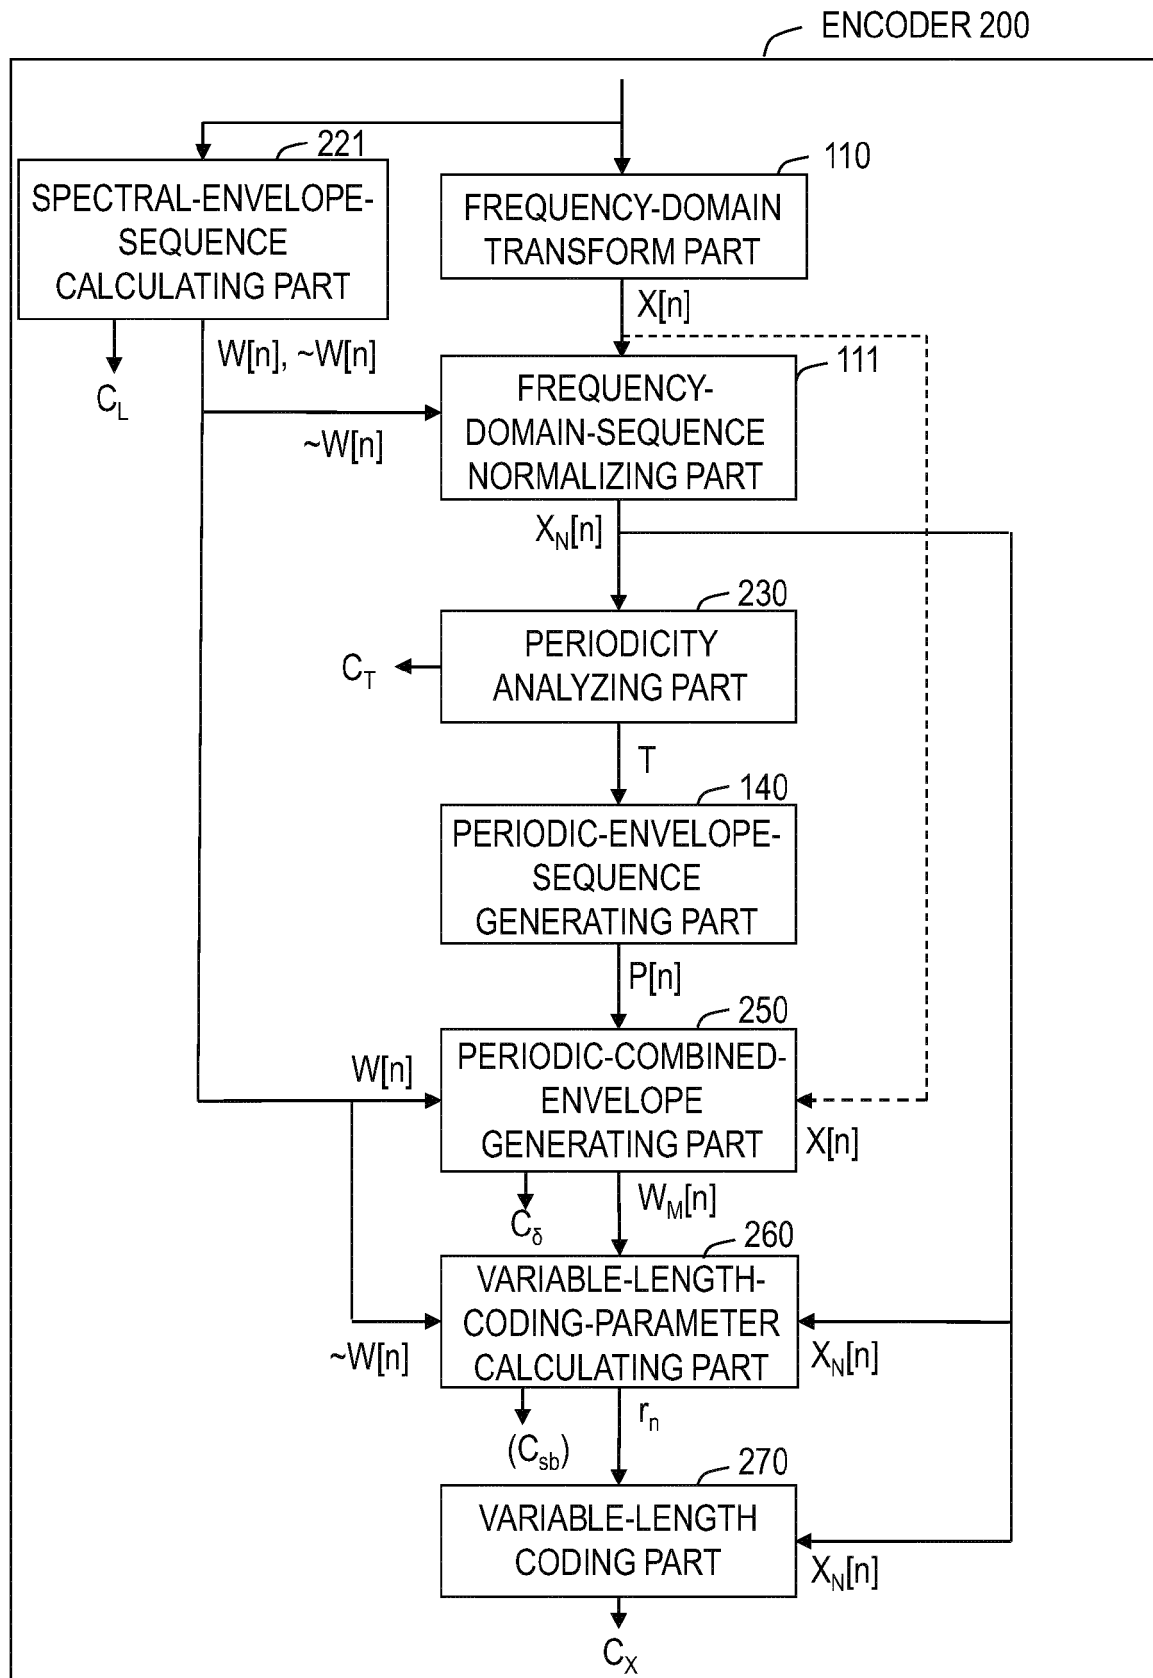 ENCODER 200
221
SPECTRAL-ENVELOPE-
SEQUENCE
CALCULATING PART
110
FREQUENCY-DOMAIN
TRANSFORM PART
X[n]
W[n], ~W[n]
C_L
~W[n]
111
FREQUENCY-
DOMAIN-SEQUENCE
NORMALIZING PART
X_N[n]
230
PERIODICITY
ANALYZING PART
C_T
T
140
PERIODIC-ENVELOPE-
SEQUENCE
GENERATING PART
P[n]
250
PERIODIC-COMBINED-
ENVELOPE
GENERATING PART
W[n]
X[n]
C_δ
W_M[n]
260
VARIABLE-LENGTH-
CODING-PARAMETER
CALCULATING PART
~W[n]
X_N[n]
(C_sb)
r_n
270
VARIABLE-LENGTH
CODING PART
X_N[n]
C_X